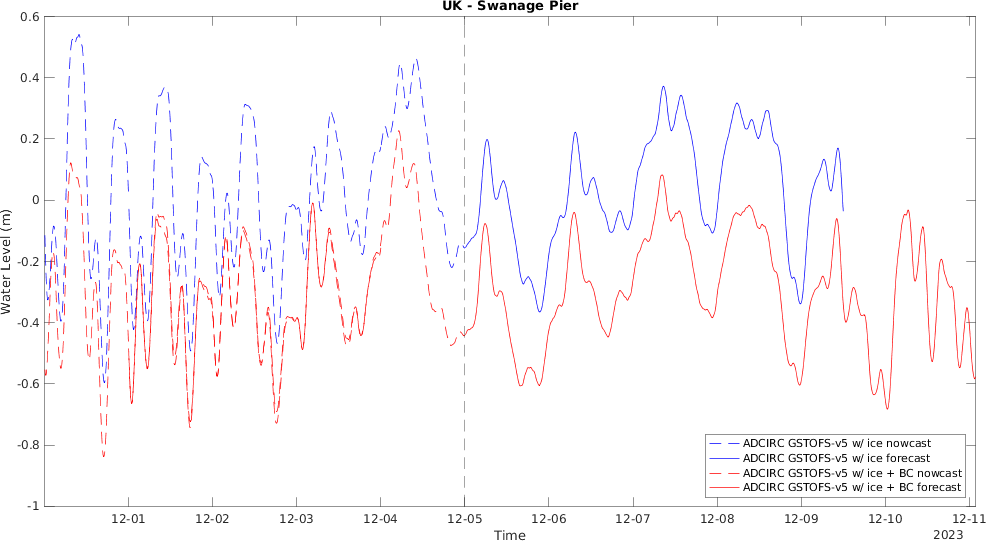 UK - Swanage Pier
0.6
0.4
0.2
0
-0.2
-0.4
-0.6
-0.8
-1
Water Level (m)
12-01 12-02 12-03 12-04 12-05 12-06 12-07 12-08 12-09 12-10 12-11
Time
2023
ADCIRC GSTOFS-v5 w/ ice nowcast
ADCIRC GSTOFS-v5 w/ ice forecast
ADCIRC GSTOFS-v5 w/ ice + BC nowcast
ADCIRC GSTOFS-v5 w/ ice + BC forecast